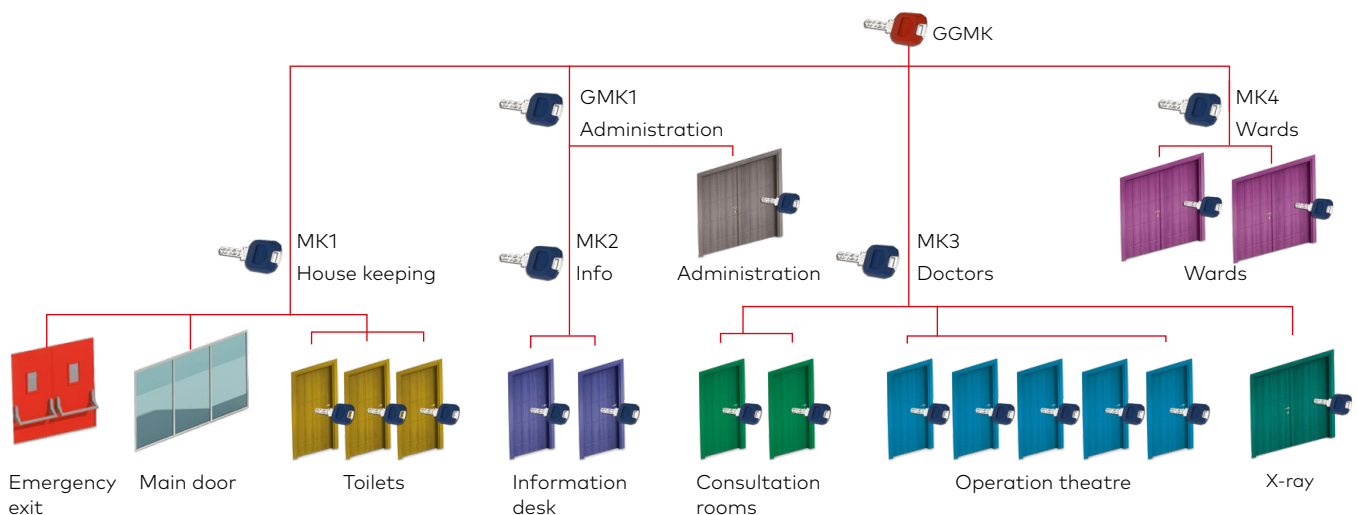 GGMK
GMK1
Administration
MK4
Wards
MK1
House keeping
MK2
Info
Administration
MK3
Doctors
Wards
Emergency
exit
Main door
Toilets
Information
desk
Consultation
rooms
Operation theatre
X-ray